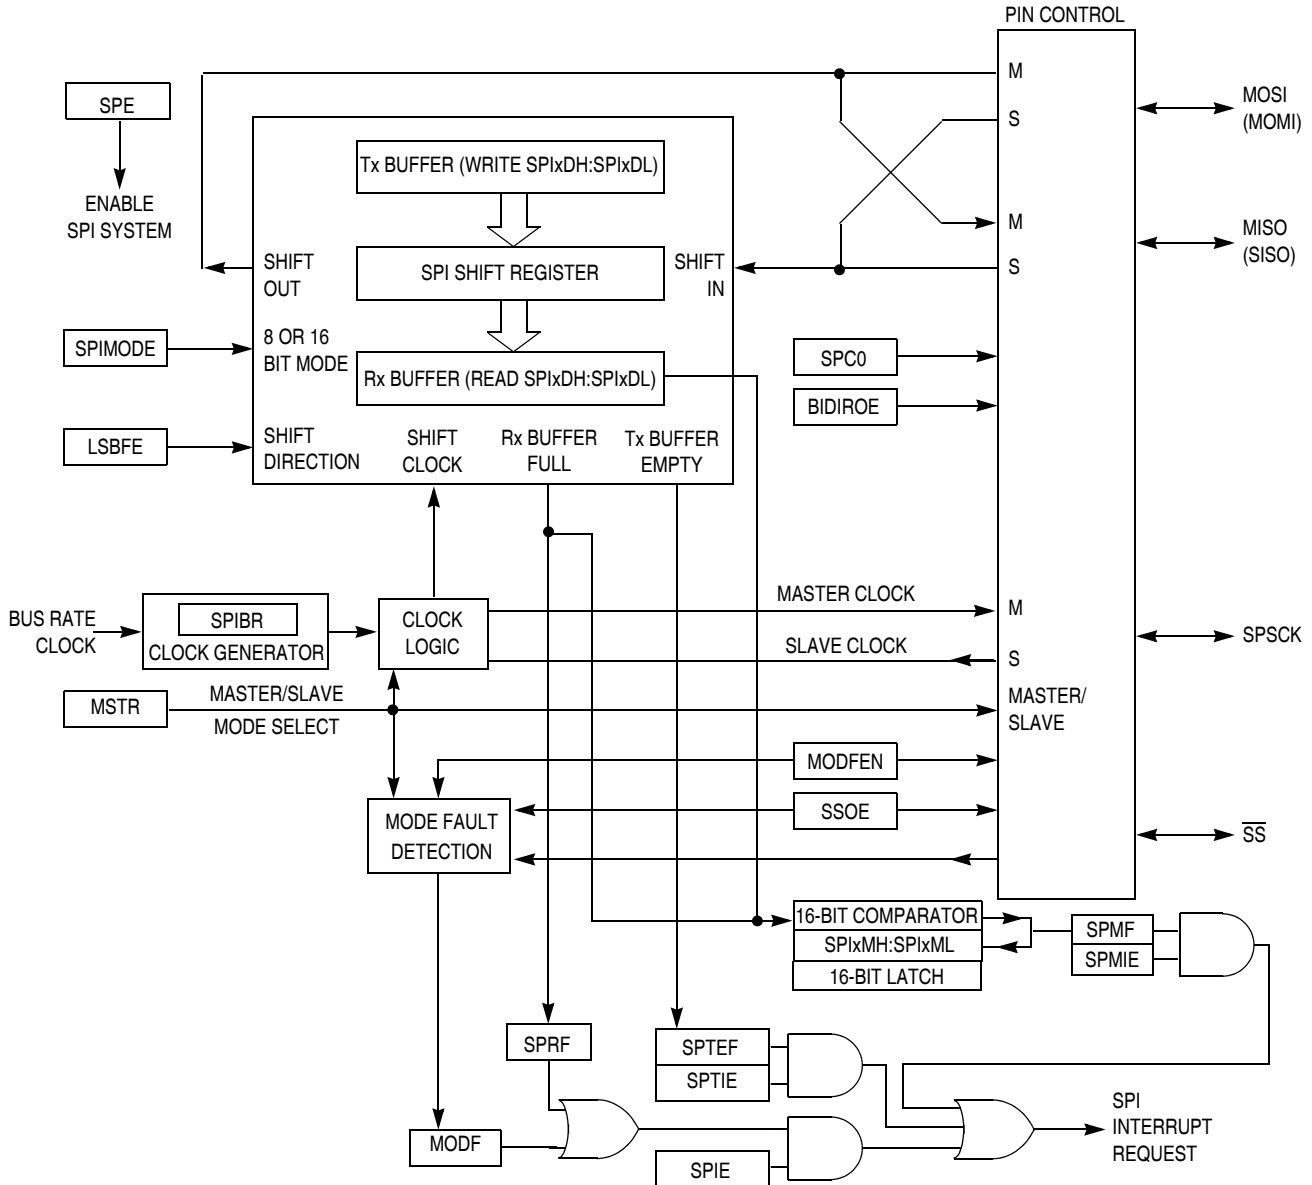 PIN CONTROL
SPE
ENABLE
SPI SYSTEM
Tx BUFFER (WRITE SPIxDH:SPIxDL)
SPI SHIFT REGISTER
Rx BUFFER (READ SPIxDH:SPIxDL)
SHIFT
OUT
SHIFT
IN
8 OR 16
BIT MODE
SHIFT
DIRECTION
SHIFT
CLOCK
Rx BUFFER
FULL
Tx BUFFER
EMPTY
SPIMODE
LSBFE
M
S
M
S
MOSI
(MOMI)
MISO
(SISO)
SPC0
BIDIROE
BUS RATE
CLOCK
SPIBR
CLOCK GENERATOR
CLOCK
LOGIC
MASTER CLOCK
M
SLAVE CLOCK
S
SPSCK
MSTR
MASTER/SLAVE
MODE SELECT
MASTER/
SLAVE
MODFEN
SSOE
MODE FAULT
DETECTION
SS
16-BIT COMPARATOR
SPIxMH:SPIxML
16-BIT LATCH
SPMF
SPMIE
SPRF
SPTEF
SPTIE
MODF
SPIE
SPI
INTERRUPT
REQUEST